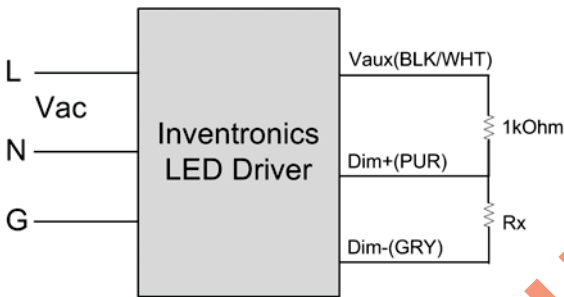 L
Vac
N
G
Inventronics
LED Driver
Vaux(BLK/WHT)
1kOhm
Dim+(PUR)
Rx
Dim-(GRY)